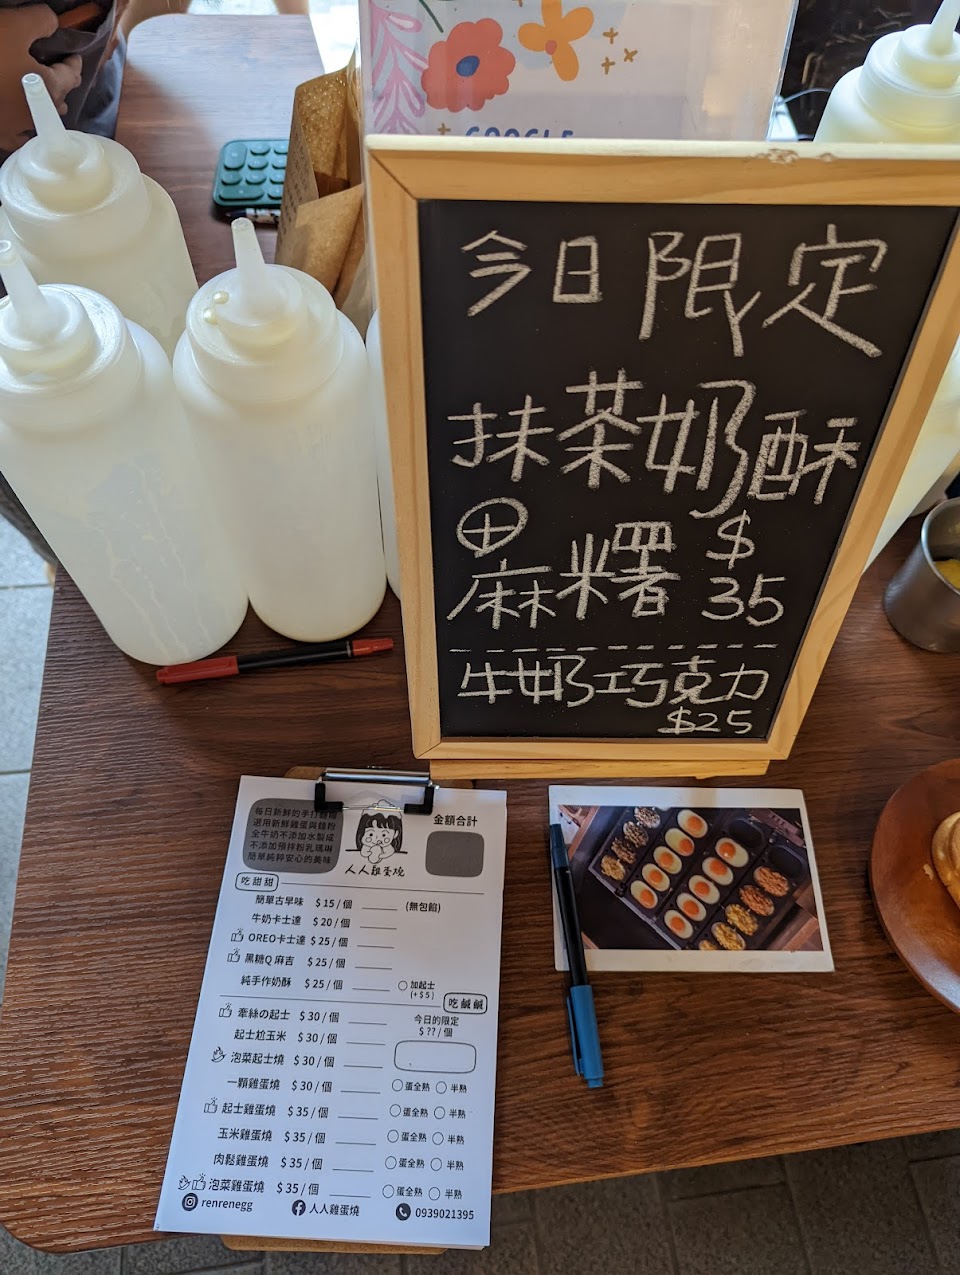 GOOGLE
今日限定
抹茶奶酥
田
麻糬 $35
牛奶巧克力
$25
每日新鮮的手打麵糊
選用新鮮雞蛋與麵粉
全牛奶不添加水製成
不添加預拌粉乳瑪琳
簡單純粹安心的美味
人人雞蛋燒
金額合計
吃甜甜
簡單古早味 $15/個 (無包餡)
牛奶卡士達 $20/個
OREO卡士達 $25/個
黑糖Q麻吉 $25/個
純手作奶酥 $25/個 加起士
(+$5)
吃鹹鹹
牽絲の起士 $30/個 今日的限定
$??/個
起士尬玉米 $30/個
泡菜起士燒 $30/個
一顆雞蛋燒 $30/個 蛋全熟 半熟
起士雞蛋燒 $35/個 蛋全熟 半熟
玉米雞蛋燒 $35/個 蛋全熟 半熟
肉鬆雞蛋燒 $35/個 蛋全熟 半熟
泡菜雞蛋燒 $35/個 蛋全熟 半熟
renrenegg 人人雞蛋燒 0939021395